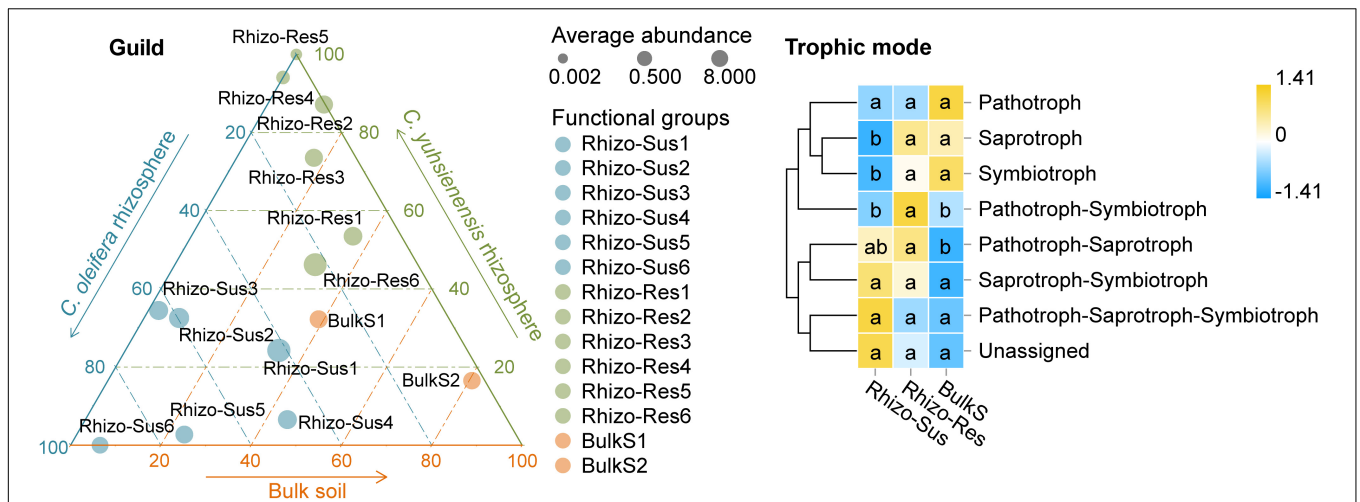 Guild
Rhizo-Res5
100
Rhizo-Res4
Rhizo-Res2
20
80
Rhizo-Res3
40
Rhizo-Res1
60
60
Rhizo-Sus3
Rhizo-Res6
40
Rhizo-Sus2
BulkS1
80
Rhizo-Sus1
20
BulkS2
Rhizo-Sus5
Rhizo-Sus6
Rhizo-Sus4
100
20
40
60
80
100
Bulk soil
C. oleifera rhizosphere
C. yuhsienensis rhizosphere
Average abundance
0.002
0.500
8.000
Functional groups
Rhizo-Sus1
Rhizo-Sus2
Rhizo-Sus3
Rhizo-Sus4
Rhizo-Sus5
Rhizo-Sus6
Rhizo-Res1
Rhizo-Res2
Rhizo-Res3
Rhizo-Res4
Rhizo-Res5
Rhizo-Res6
BulkS1
BulkS2
Trophic mode
a a a Pathotroph
b a a Saprotroph
b a a Symbiotroph
b a b Pathotroph-Symbiotroph
ab a b Pathotroph-Saprotroph
a a a Saprotroph-Symbiotroph
a a a Pathotroph-Saprotroph-Symbiotroph
a a a Unassigned
Rhizo-Sus
Rhizo-Res
BulkS
1.41
0
-1.41